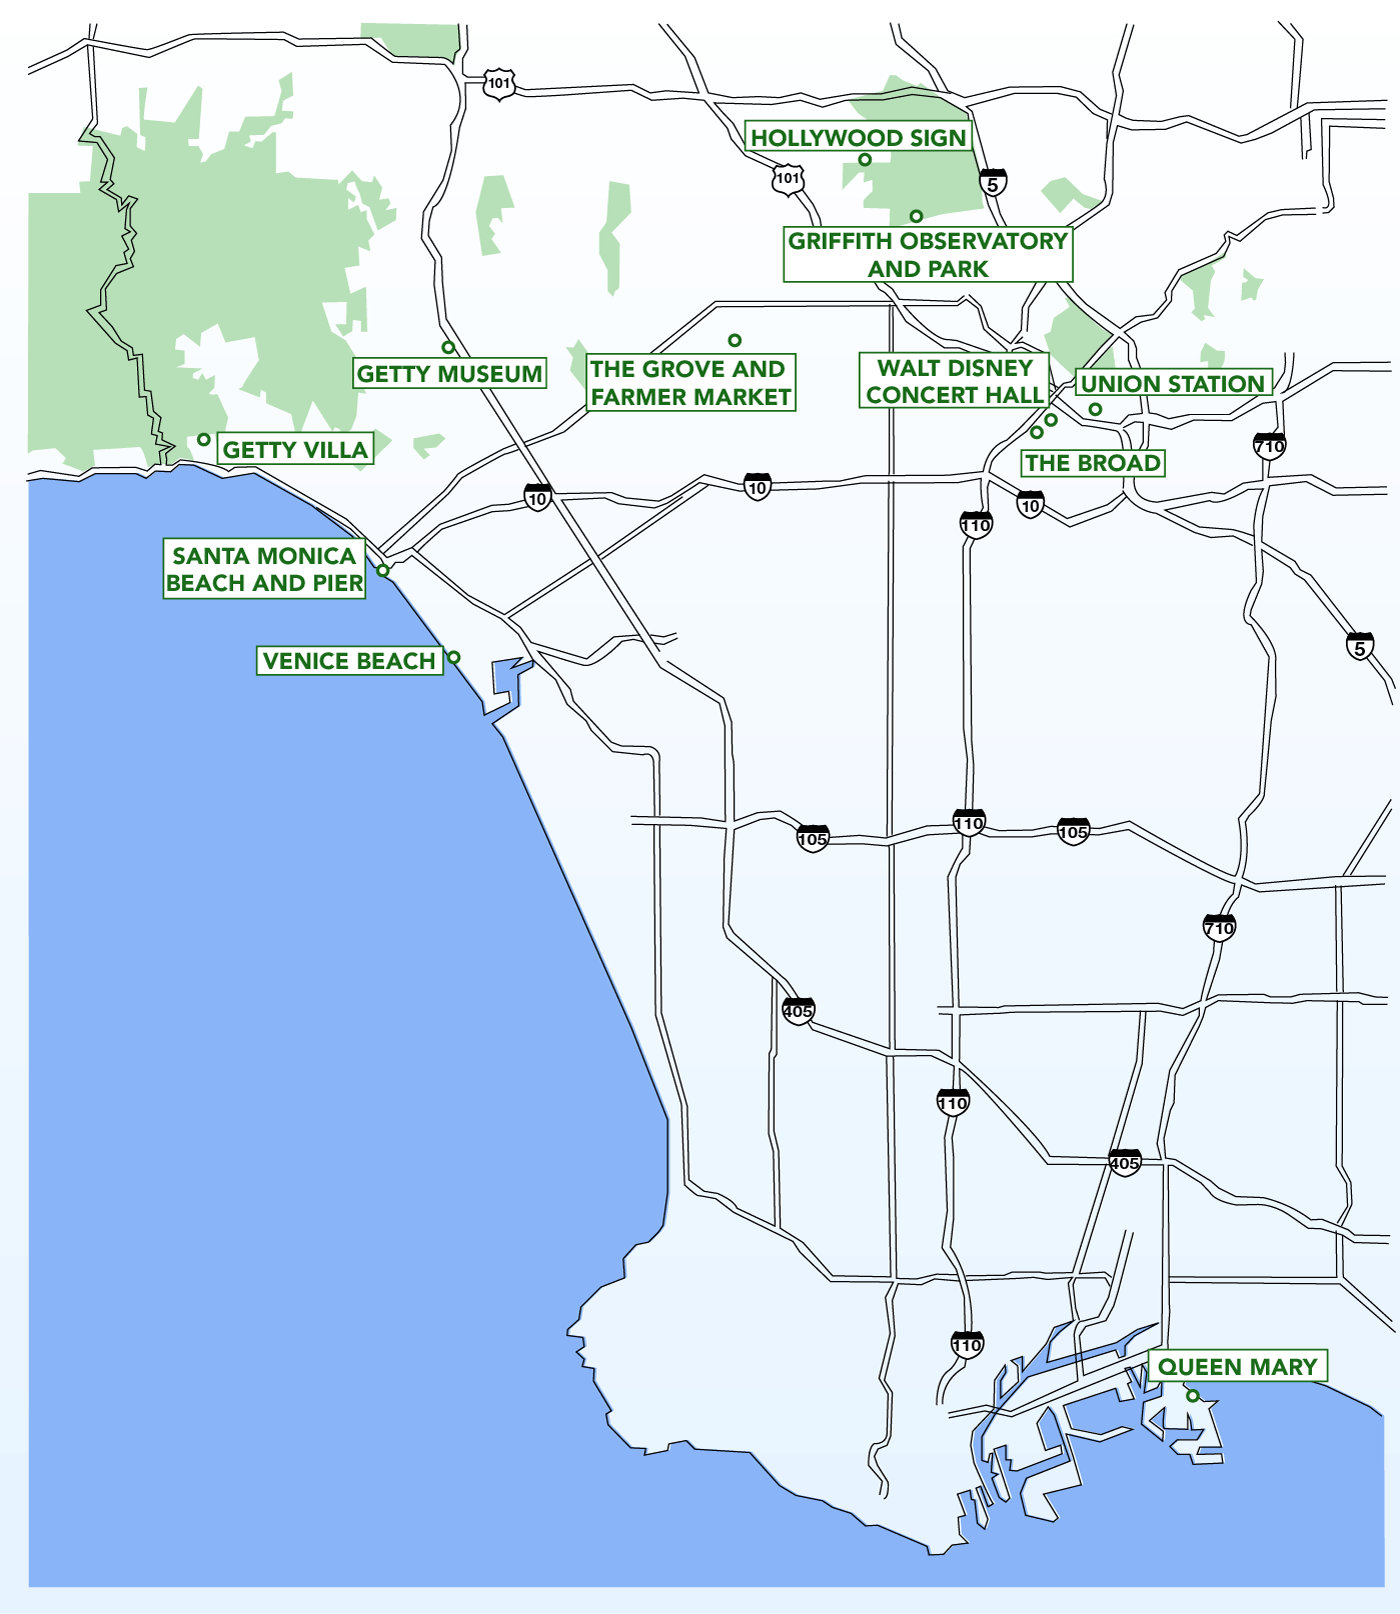 101
HOLLYWOOD SIGN
101
5
GRIFFITH OBSERVATORY
AND PARK
GETTY MUSEUM
THE GROVE AND
FARMER MARKET
WALT DISNEY
CONCERT HALL
UNION STATION
GETTY VILLA
710
THE BROAD
10
10
10
110
SANTA MONICA
BEACH AND PIER
VENICE BEACH
5
105
110
105
710
405
110
405
110
QUEEN MARY